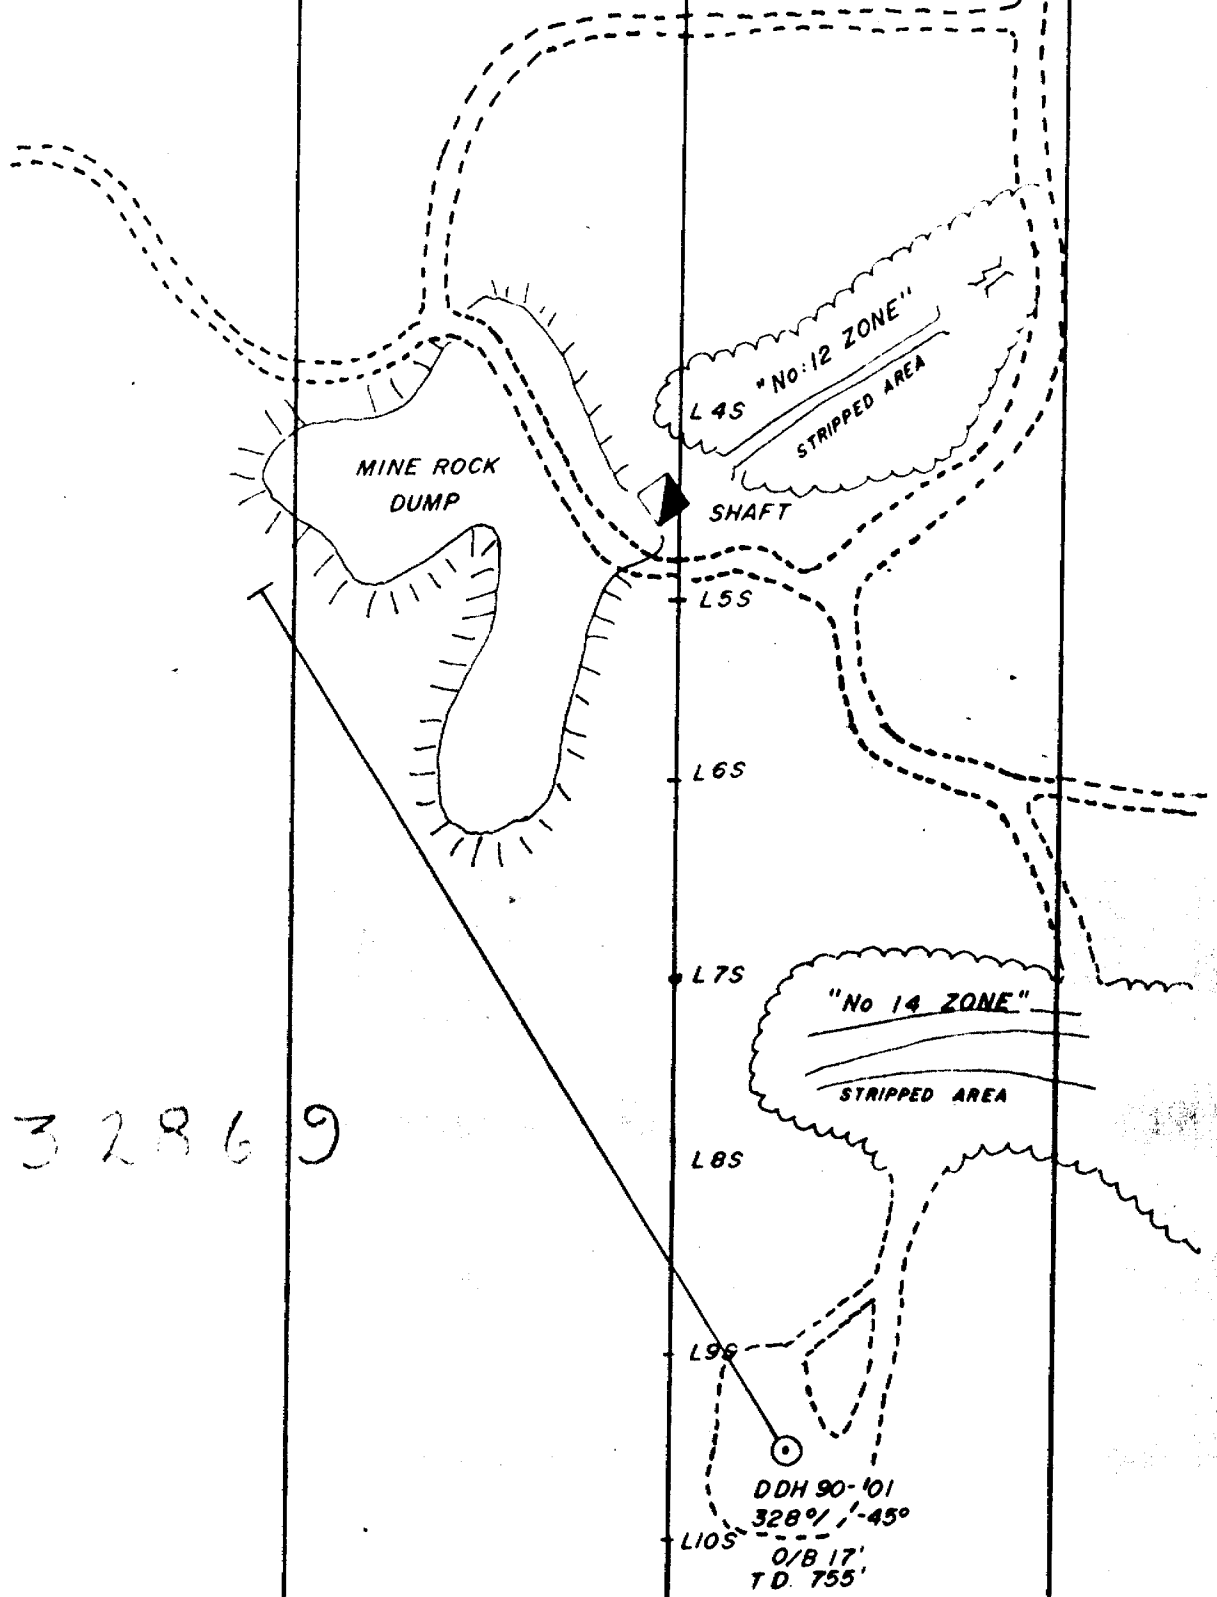 "No:12 ZONE"
L4S
STRIPPED AREA
MINE ROCK
DUMP
SHAFT
L5S
L6S
L7S
"No 14 ZONE"
STRIPPED AREA
32869
L8S
L9S
DDH 90-01
328°/-45°
L10S
O/B 17'
T D. 755'